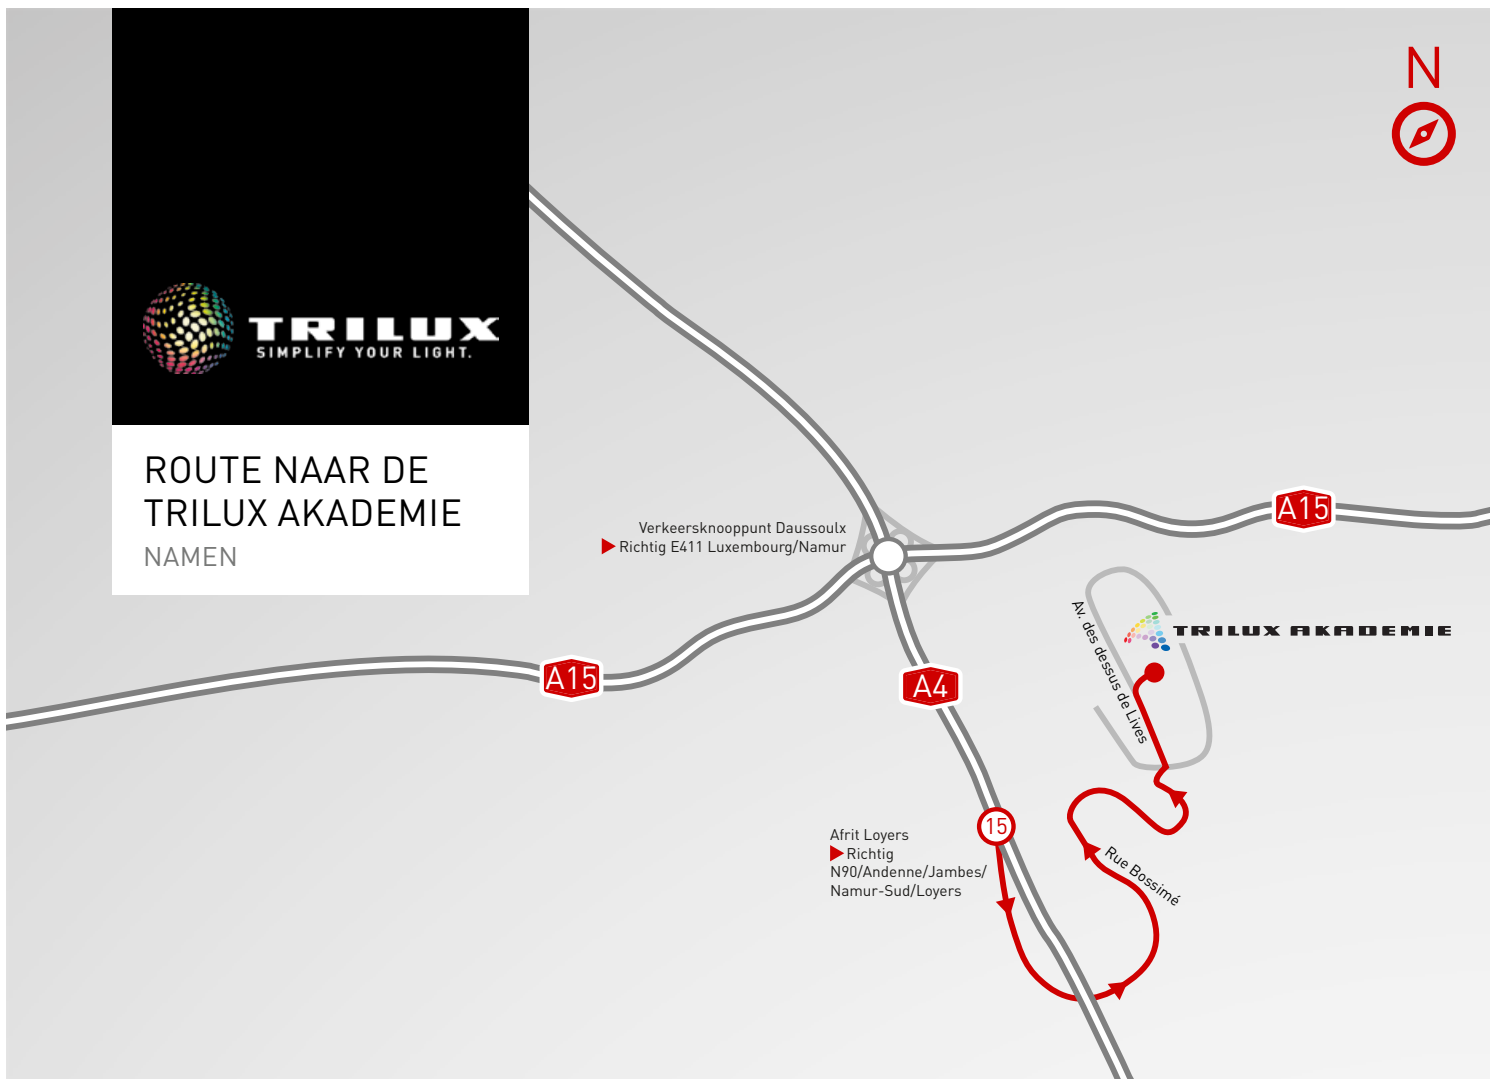 N
TRILUX
SIMPLIFY YOUR LIGHT.
ROUTE NAAR DE
TRILUX AKADEMIE
NAMEN
Verkeersknooppunt Daussoulx
Richtig E411 Luxembourg/Namur
A15
A15
A4
Av. des dessus de Lives
TRILUX AKADEMIE
15
Afrit Loyers
Richtig
N90/Andenne/Jambes/
Namur-Sud/Loyers
Rue Bossimé